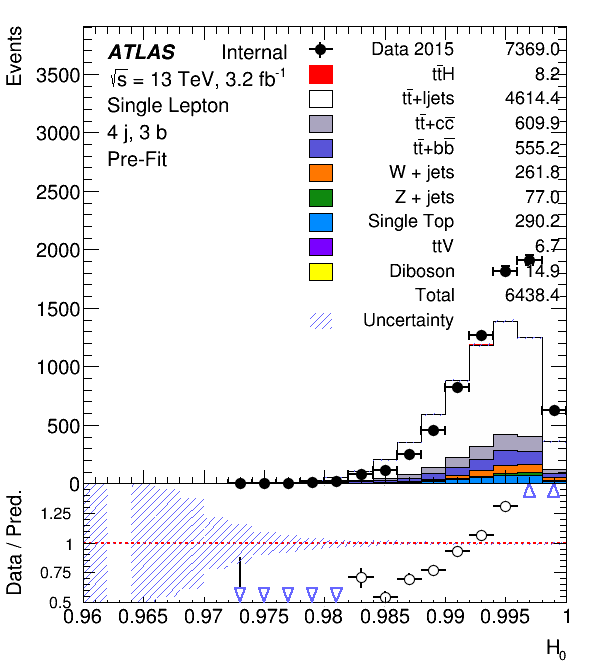 Events
ATLAS Internal
√s = 13 TeV, 3.2 fb⁻¹
Single Lepton
4 j, 3 b
Pre-Fit
Data 2015 7369.0
tt̄H 8.2
tt̄+ljets 4614.4
tt̄+cc̄ 609.9
tt̄+bb̄ 555.2
W + jets 261.8
Z + jets 77.0
Single Top 290.2
ttV 6.7
Diboson 14.9
Total 6438.4
Uncertainty
3500
3000
2500
2000
1500
1000
500
0
Data / Pred.
1.25
1
0.75
0.5
0.96 0.965 0.97 0.975 0.98 0.985 0.99 0.995 1
H₀